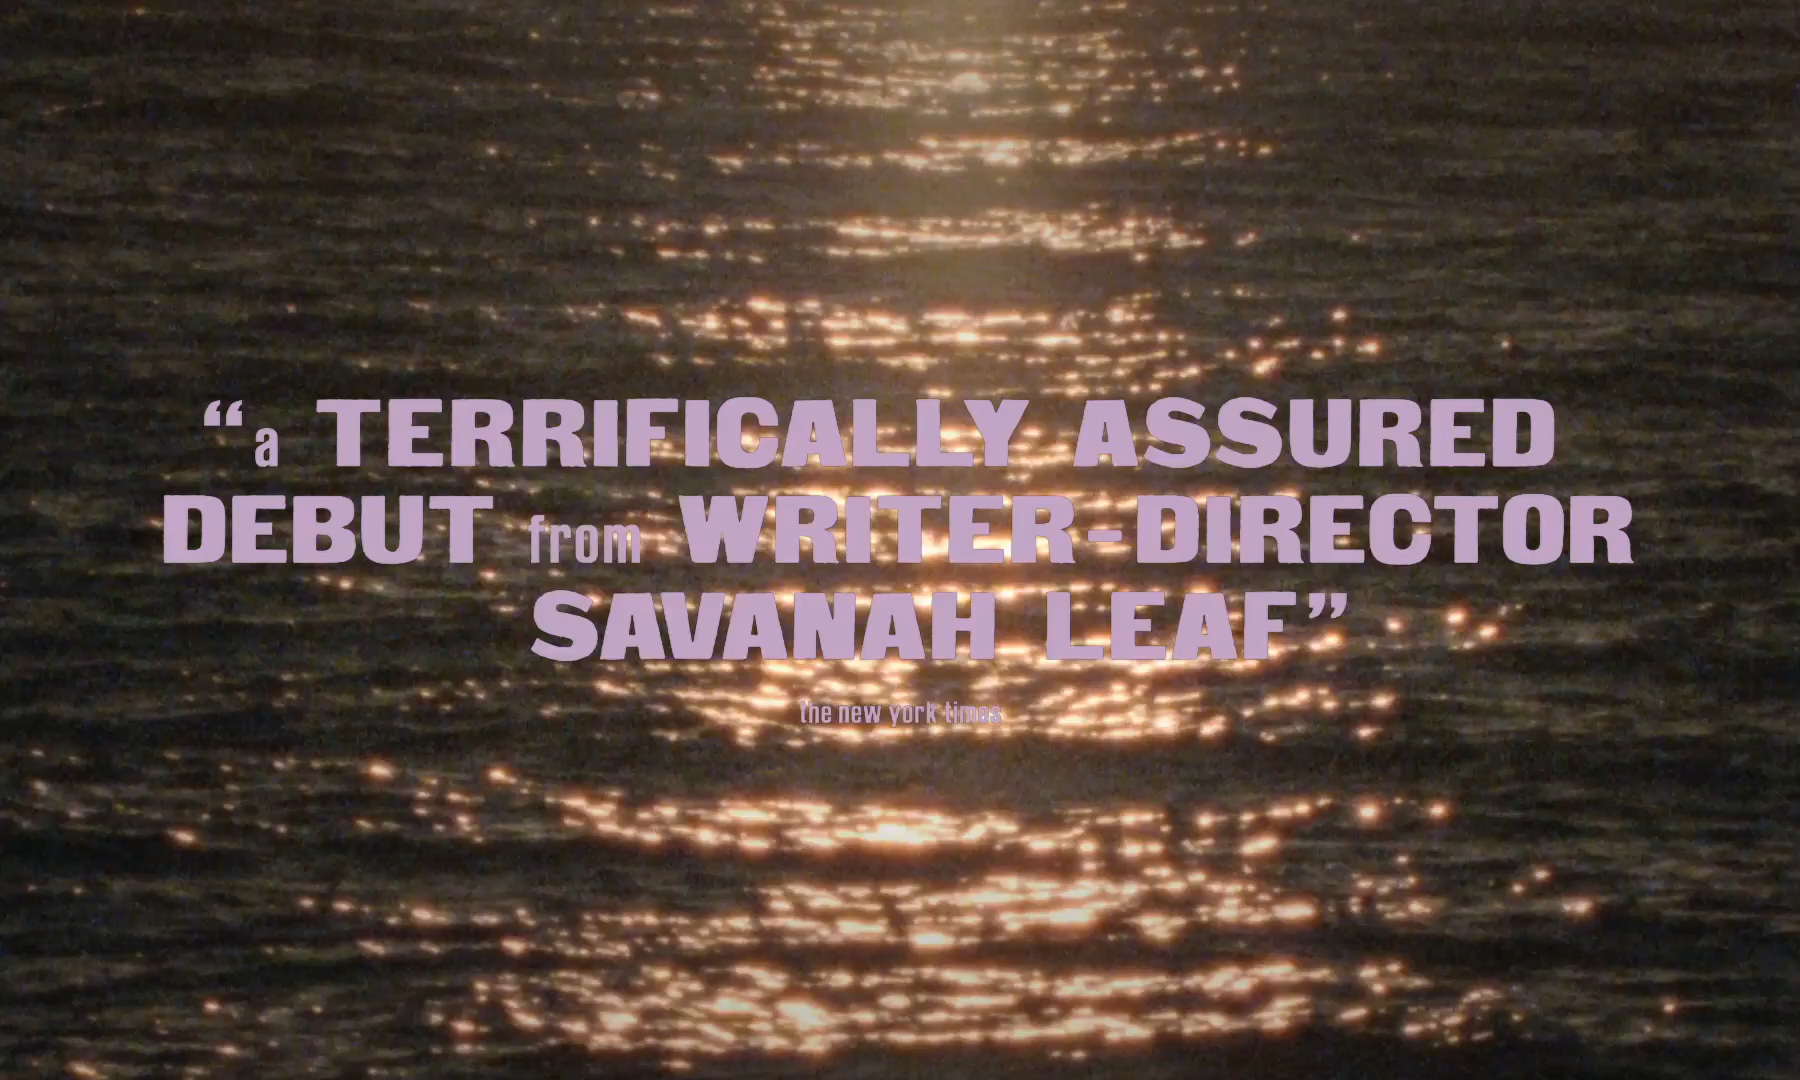 “a TERRIFICALLY ASSURED
DEBUT from WRITER-DIRECTOR
SAVANAH LEAF”
the new york times